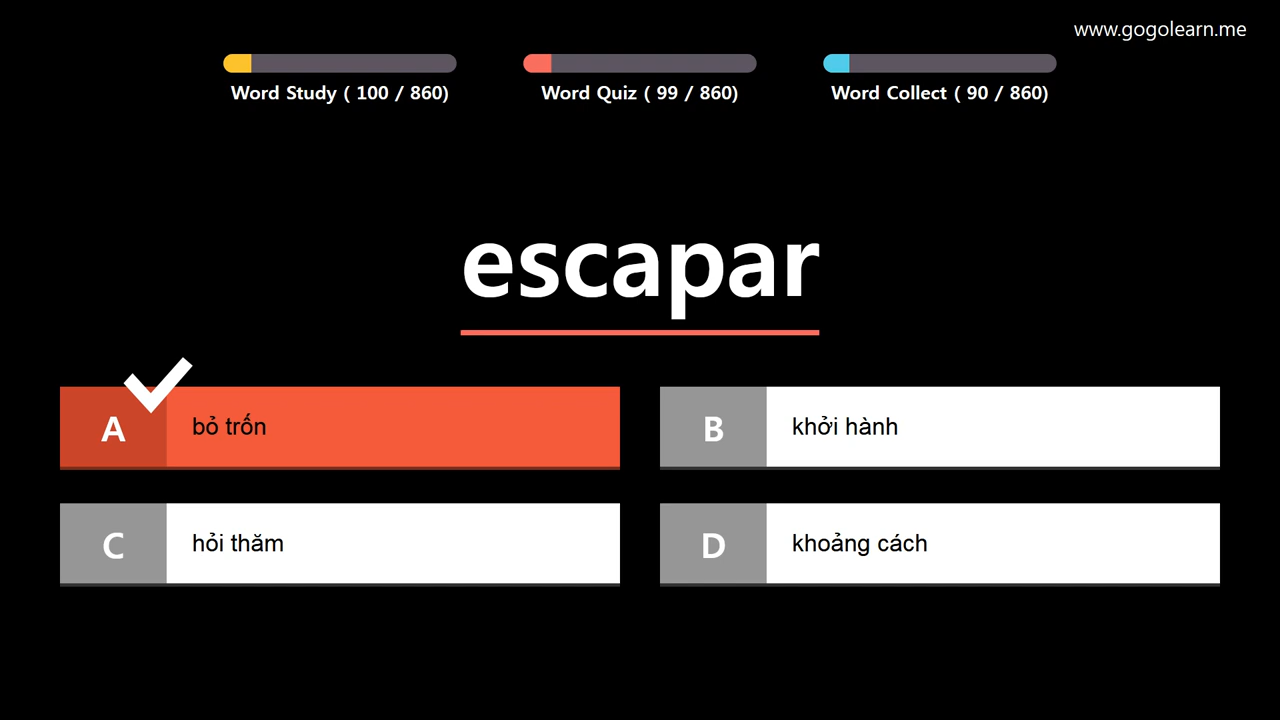 www.gogolearn.me
Word Study ( 100 / 860)
Word Quiz ( 99 / 860)
Word Collect ( 90 / 860)
escapar
A bỏ trốn
B khởi hành
C hỏi thăm
D khoảng cách